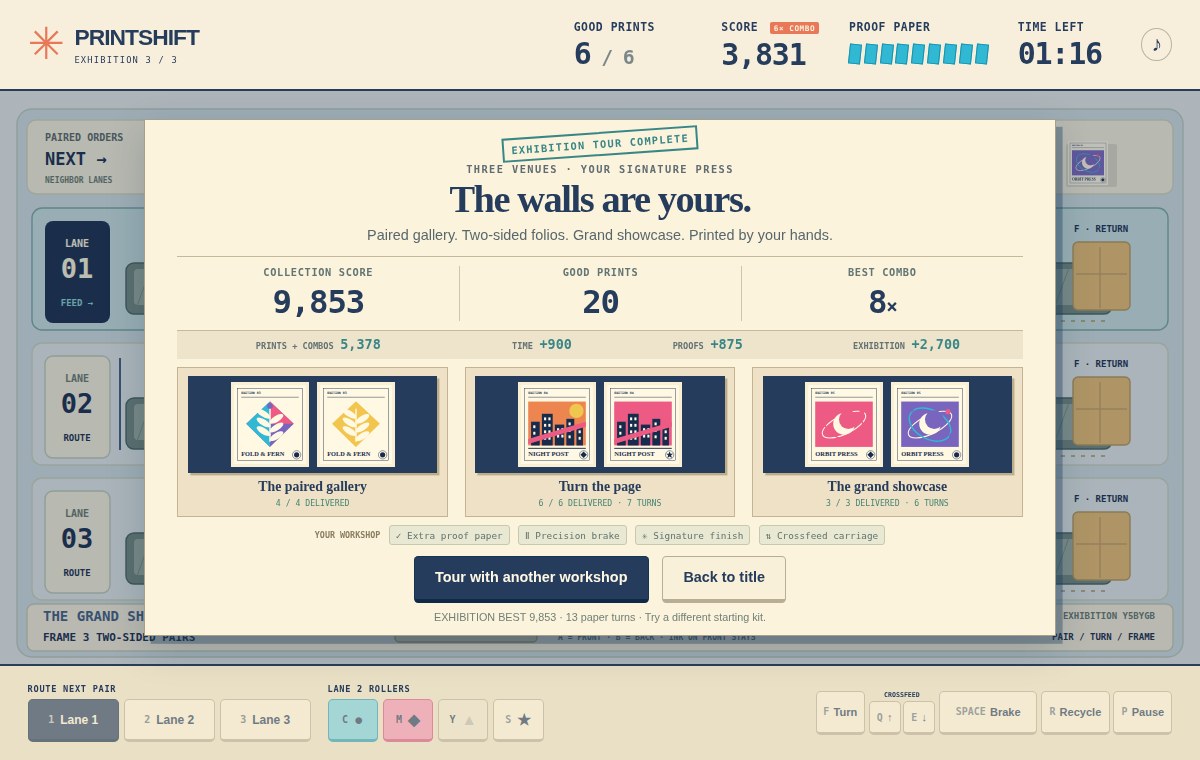 PRINTSHIFT
EXHIBITION 3 / 3
GOOD PRINTS
6 / 6
SCORE 6× COMBO
3,831
PROOF PAPER
TIME LEFT
01:16
♪
PAIRED ORDERS
NEXT →
NEIGHBOR LANES
LANE
01
FEED →
LANE
02
ROUTE
LANE
03
ROUTE
EXHIBITION TOUR COMPLETE
THREE VENUES · YOUR SIGNATURE PRESS
The walls are yours.
Paired gallery. Two-sided folios. Grand showcase. Printed by your hands.
COLLECTION SCORE
9,853
GOOD PRINTS
20
BEST COMBO
8×
PRINTS + COMBOS 5,378
TIME +900
PROOFS +875
EXHIBITION +2,700
FOLD & FERN
FOLD & FERN
NIGHT POST
NIGHT POST
ORBIT PRESS
ORBIT PRESS
The paired gallery
4 / 4 DELIVERED
Turn the page
6 / 6 DELIVERED · 7 TURNS
The grand showcase
3 / 3 DELIVERED · 6 TURNS
YOUR WORKSHOP
✓ Extra proof paper
Ⅱ Precision brake
✶ Signature finish
⇅ Crossfeed carriage
Tour with another workshop
Back to title
EXHIBITION BEST 9,853 · 13 paper turns · Try a different starting kit.
ORBIT PRESS
F · RETURN
F · RETURN
F · RETURN
THE GRAND SH
FRAME 3 TWO-SIDED PAIRS
A = FRONT · B = BACK · INK ON FRONT STAYS
EXHIBITION Y5BYGB
PAIR / TURN / FRAME
ROUTE NEXT PAIR
1 Lane 1
2 Lane 2
3 Lane 3
LANE 2 ROLLERS
C ●
M ◆
Y ▲
S ★
F Turn
CROSSFEED
Q ↑
E ↓
SPACE Brake
R Recycle
P Pause